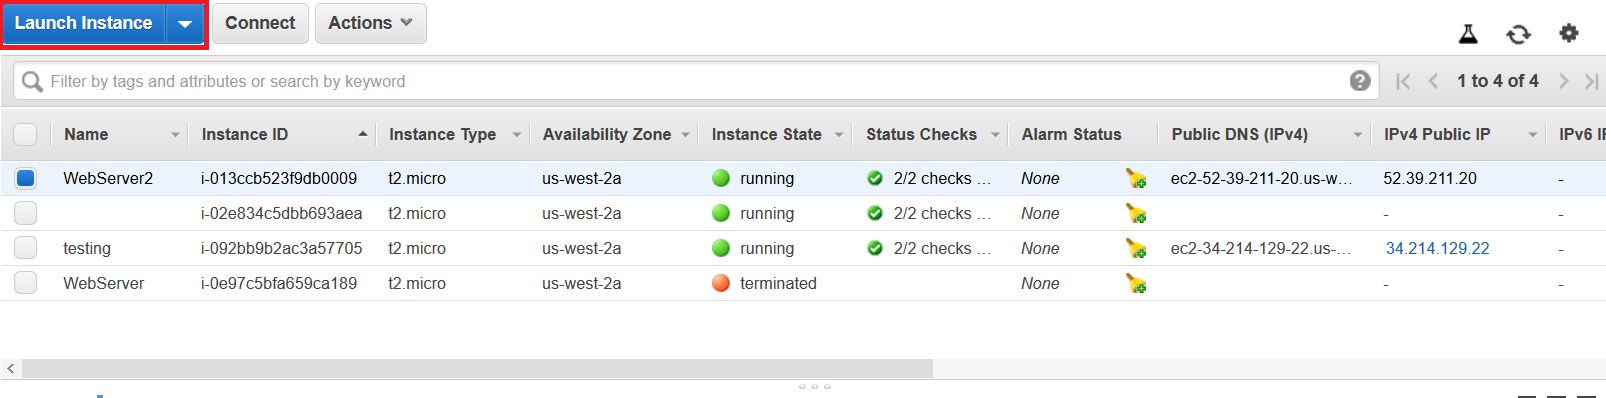 Launch Instance Connect Actions
Filter by tags and attributes or search by keyword 1 to 4 of 4
Name Instance ID Instance Type Availability Zone Instance State Status Checks Alarm Status Public DNS (IPv4) IPv4 Public IP IPv6 IP
WebServer2 i-013ccb523f9db0009 t2.micro us-west-2a running 2/2 checks … None ec2-52-39-211-20.us-w… 52.39.211.20 -
i-02e834c5dbb693aea t2.micro us-west-2a running 2/2 checks … None - -
testing i-092bb9b2ac3a57705 t2.micro us-west-2a running 2/2 checks … None ec2-34-214-129-22.us-… 34.214.129.22 -
WebServer i-0e97c5bfa659ca189 t2.micro us-west-2a terminated None - -